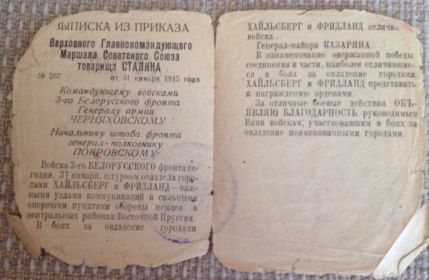 ВЫПИСКА ИЗ ПРИКАЗА
Верховного Главнокомандующего
Маршала Советского Союза
товарища СТАЛИНА
№ 267 от 31 января 1945 года
Командующему войсками
3-го Белорусского фронта
Генералу армии
ЧЕРНЯХОВСКОМУ
Начальнику штаба фронта
генерал-полковнику
ПОКРОВСКОМУ
Войска 3-го БЕЛОРУССКОГО фронта се-
годня, 31 января, штурмом овладели горо-
дами ХАЙЛЬСБЕРГ и ФРИДЛАНД — важ-
ными узлами коммуникаций и сильными
опорными пунктами обороны немцев в
центральных районах Восточной Пруссии.
В боях за овладение городами
ХАЙЛЬСБЕРГ и ФРИДЛАНД отличи-
войска...
Генерал-майора КАЗАРИНА.
В ознаменование одержанной победы
соединения и части, наиболее отличившие-
ся в боях за овладение городами
ХАЙЛЬСБЕРГ и ФРИДЛАНД представить
к награждению орденами.
За отличные боевые действия ОБЪ-
ЯВЛЯЮ БЛАГОДАРНОСТЬ руководимым
Вами войскам, участвовавшим в боях за
овладение поименованными городами.